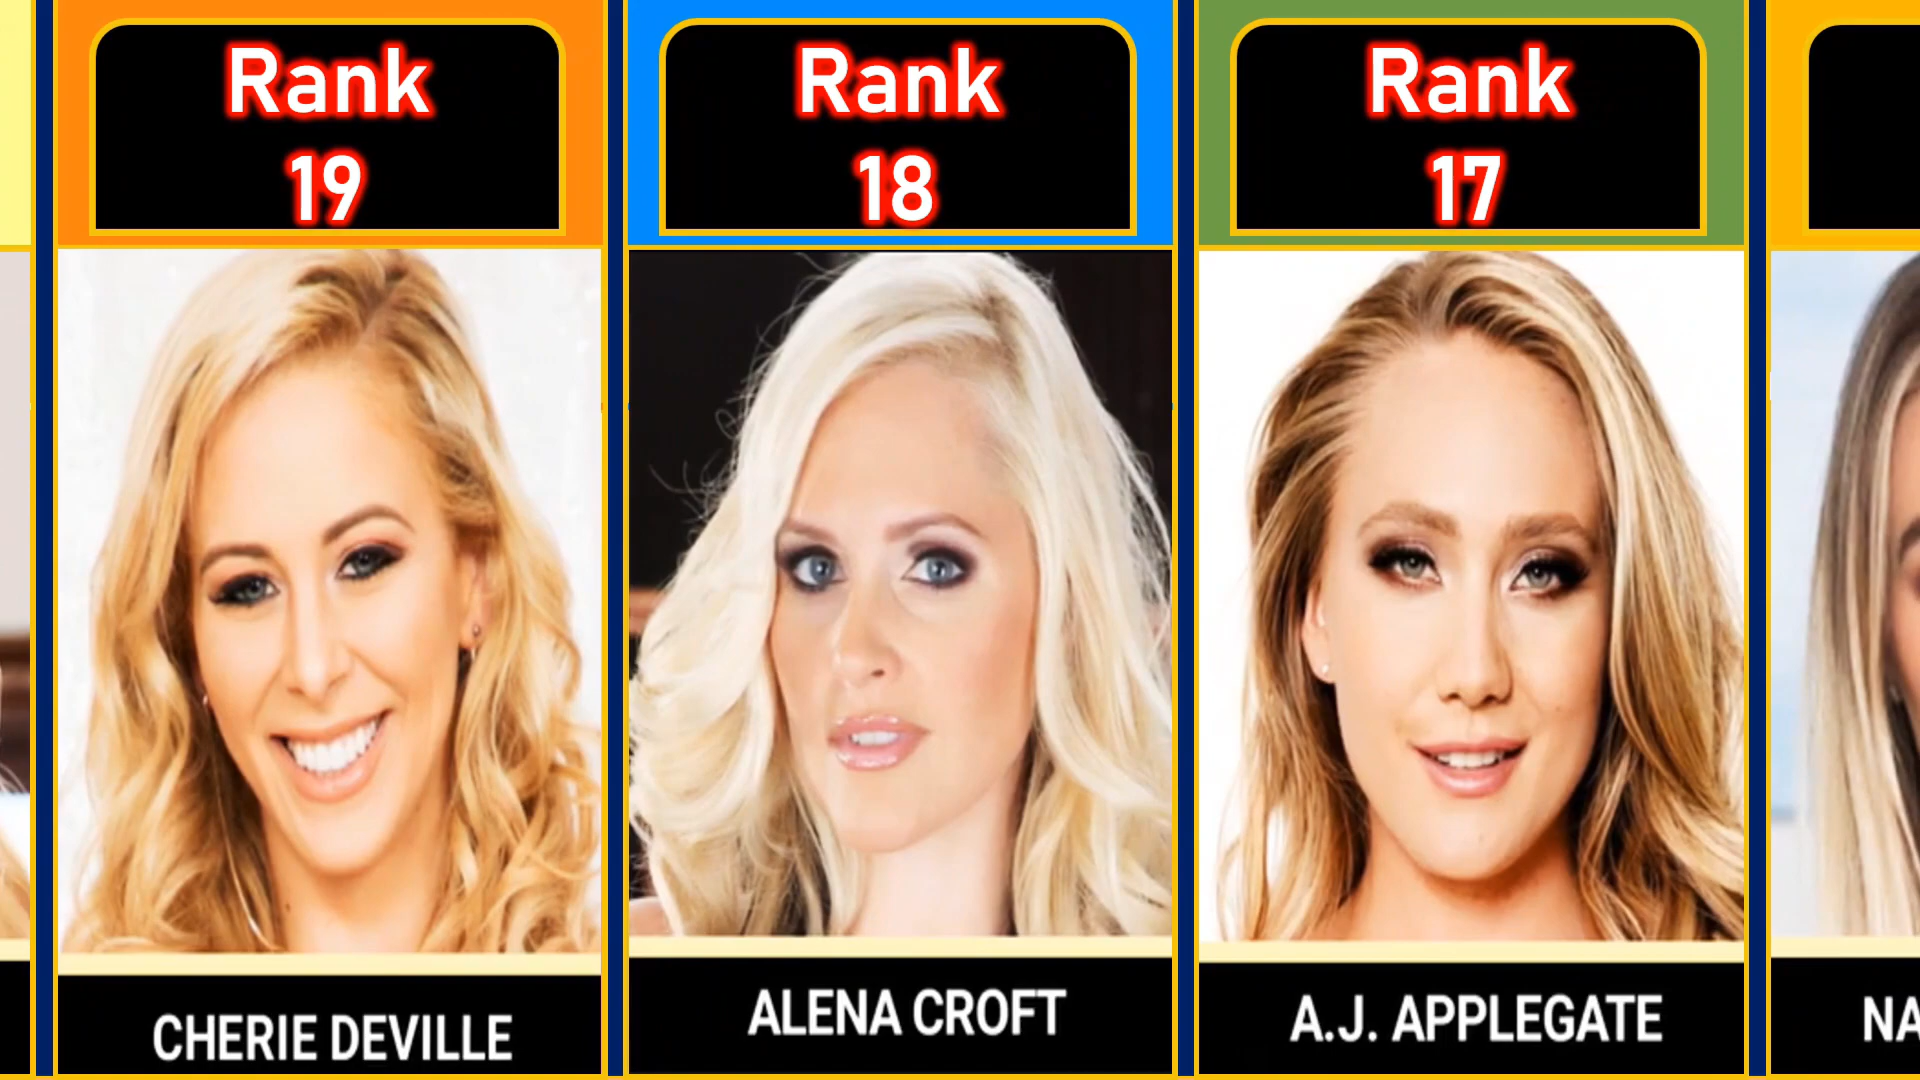 Rank
19
CHERIE DEVILLE
Rank
18
ALENA CROFT
Rank
17
A.J. APPLEGATE
NA